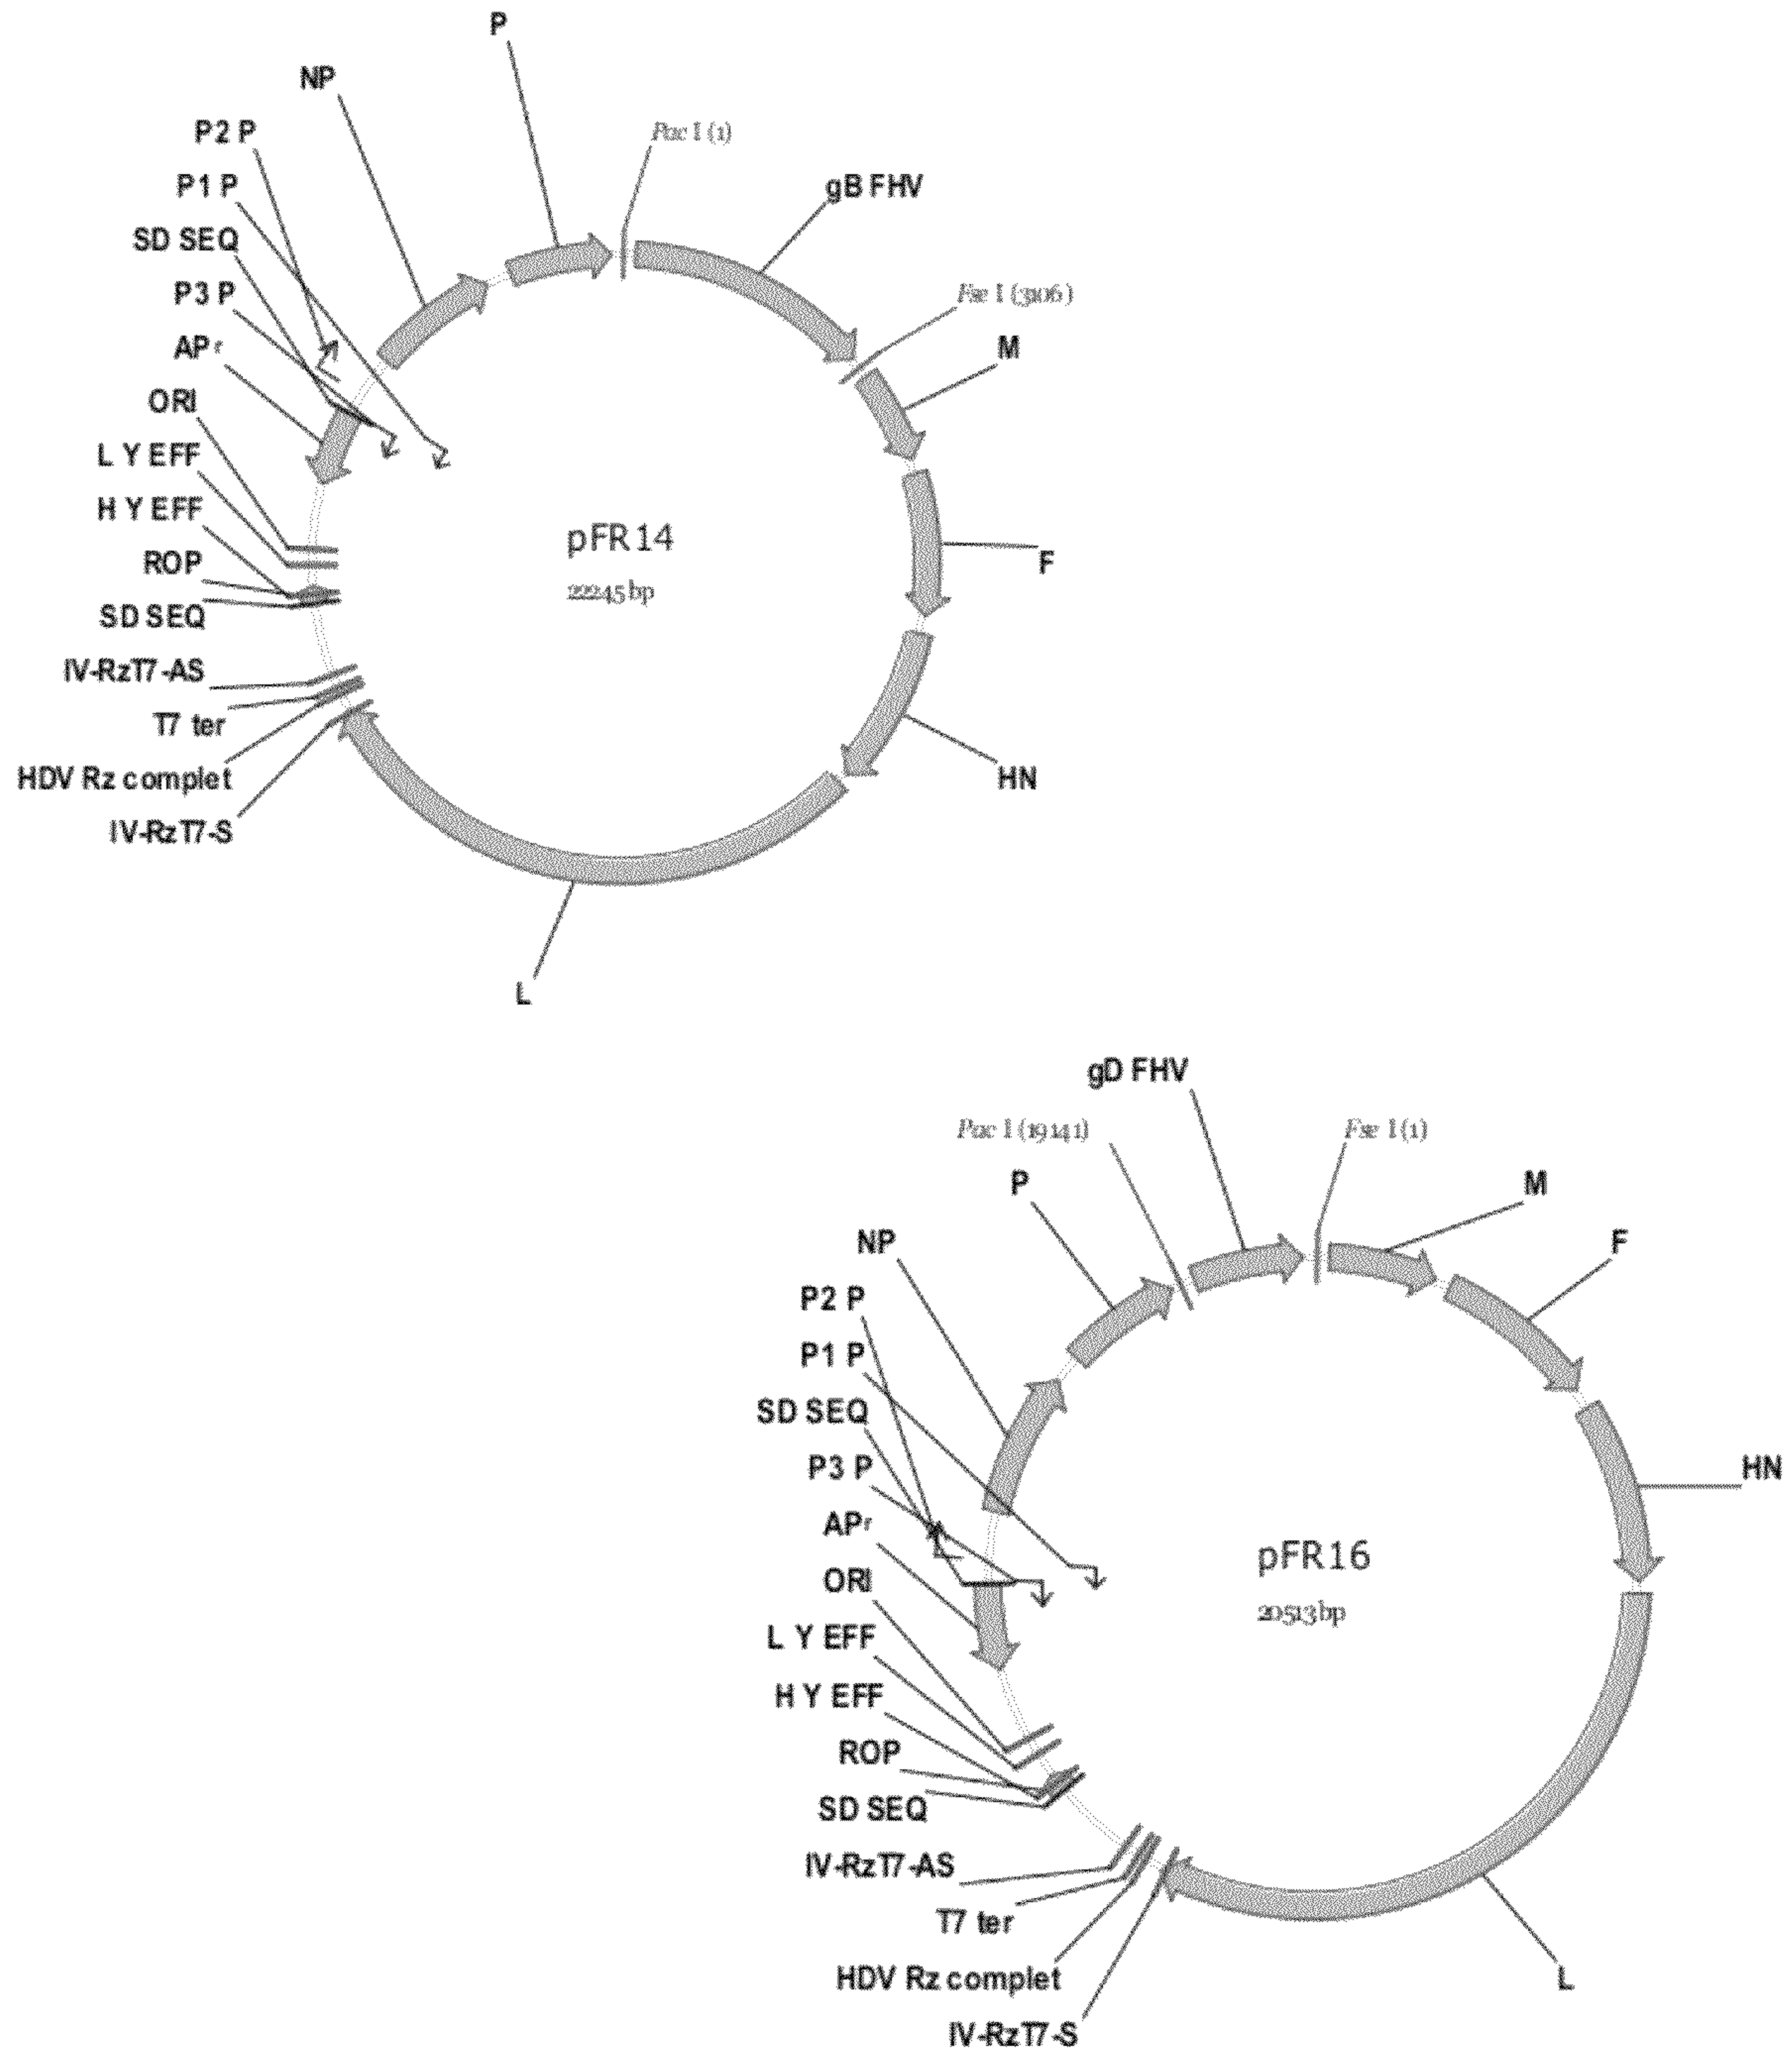 P
NP
Pac I (1)
P2 P
gB FHV
P1 P
SD SEQ
Fse I (3106)
P3 P
APr
M
ORI
L Y EFF
H Y EFF
pFR14
F
ROP
22245 bp
SD SEQ
IV-RzT7-AS
T7 ter
HDV Rz complet
HN
IV-RzT7-S
L
gD FHV
Pac I (19141)
Fse I (1)
P
M
NP
F
P2 P
P1 P
SD SEQ
P3 P
HN
APr
pFR16
ORI
20513 bp
L Y EFF
H Y EFF
ROP
SD SEQ
IV-RzT7-AS
T7 ter
HDV Rz complet
L
IV-RzT7-S